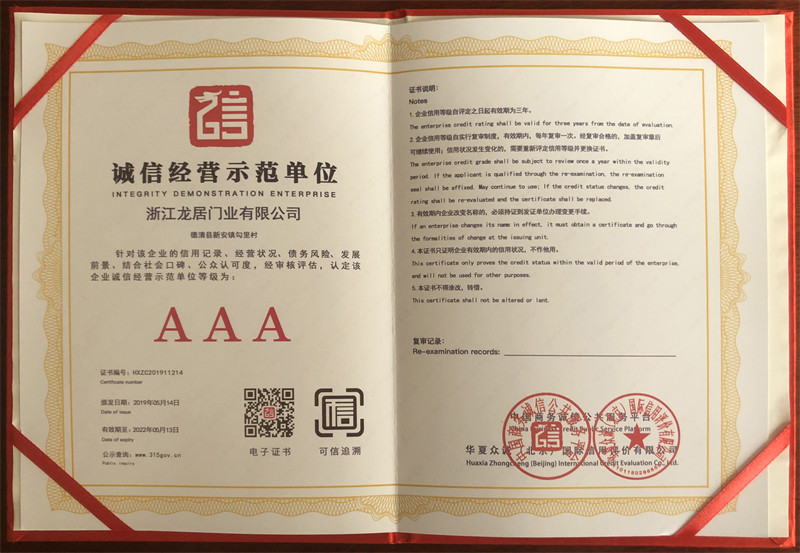 诚信经营示范单位
INTEGRITY DEMONSTRATION ENTERPRISE
浙江龙居门业有限公司
德清县新安镇勾里村
针对该企业的信用记录、经营状况、债务风险、发展
前景、结合社会口碑、公众认可度，经审核评估，认定该
企业诚信经营示范单位等级为：
AAA
证书编号：HXZC201911214
Certificate number
颁发日期：2019年05月14日
Date of issue
有效期至：2022年05月13日
Date of expiry
公示查询：www.315gov.cn
Public inquiry
电子证书
信
可信追溯
证书说明：
Notes
1.企业信用等级自评定之日起有效期为三年。
The enterprise credit rating shall be valid for three years from the date of evaluation.
2.企业信用等级自实行复审制度，有效期内，每年复审一次。经复审合格的，加盖复审章后
可继续使用；信用状况发生变化的，需要重新评定信用等级并更换证书。
The enterprise credit grade shall be subject to review once a year within the validity
period. If the applicant is qualified through the re-examination, the re-examination
seal shall be affixed. May continue to use; If the credit status changes, the credit
rating shall be re-evaluated and the certificate shall be replaced.
3.有效期内企业改变名称的，必须持证到发证单位办理变更手续。
If an enterprise changes its name in effect, it must obtain a certificate and go through
the formalities of change at the issuing unit.
4.本证书只证明企业有效期内的信用状况，不作他用。
This certificate only proves the credit status within the valid period of the enterprise,
and will not be used for other purposes.
5.本证书不得涂改，转借。
This certificate shall not be altered or lent.
复审记录：
Re-examination records:
中国商务诚信公共服务平台
China Business Credit Public Service Platform
华夏众诚（北京）国际信用评价有限公司
Huaxia Zhongcheng (Beijing) International Credit Evaluation Co., Ltd.